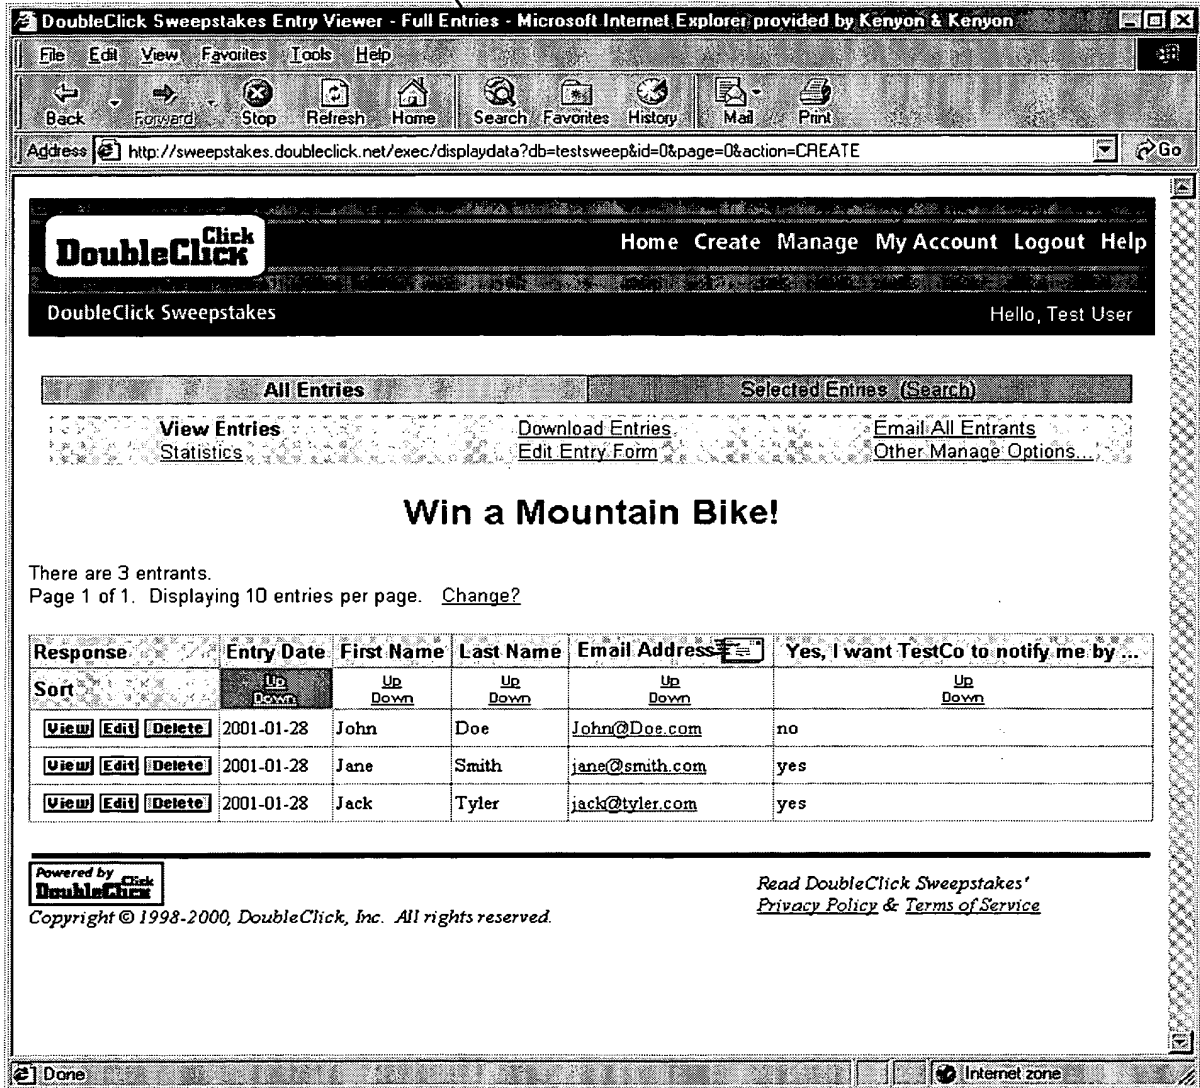 DoubleClick Sweepstakes Entry Viewer - Full Entries - Microsoft Internet Explorer provided by Kenyon & Kenyon
File Edit View Favorites Tools Help
Back Forward Stop Refresh Home Search Favorites History Mail Print
Address http://sweepstakes.doubleclick.net/exec/displaydata?db=testsweep&id=0&page=0&action=CREATE Go
DoubleClick Click Home Create Manage My Account Logout Help
DoubleClick Sweepstakes Hello, Test User
All Entries Selected Entries (Search)
View Entries Download Entries Email All Entrants
Statistics Edit Entry Form Other Manage Options...
Win a Mountain Bike!
There are 3 entrants.
Page 1 of 1. Displaying 10 entries per page. Change?
Response Entry Date First Name Last Name Email Address Yes, I want TestCo to notify me by ...
Sort Up Up Up Up Up
Down Down Down Down Down
View Edit Delete 2001-01-28 John Doe John@Doe.com no
View Edit Delete 2001-01-28 Jane Smith jane@smith.com yes
View Edit Delete 2001-01-28 Jack Tyler jack@tyler.com yes
Powered by
DoubleClick Click
Copyright © 1998-2000, DoubleClick, Inc. All rights reserved.
Read DoubleClick Sweepstakes'
Privacy Policy & Terms of Service
Done Internet zone